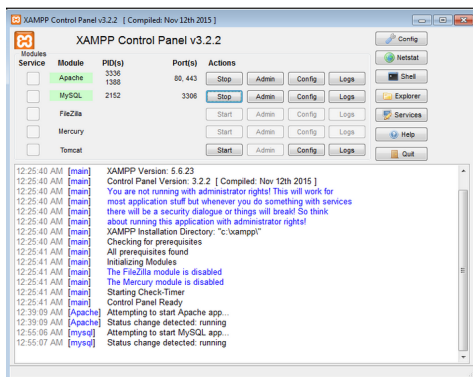 XAMPP Control Panel v3.2.2 [ Compiled: Nov 12th 2015 ]
XAMPP Control Panel v3.2.2
Config
Modules
Service Module PID(s) Port(s) Actions
Netstat
Apache 3336 1388 80, 443 Stop Admin Config Logs
Shell
MySQL 2152 3306 Stop Admin Config Logs
Explorer
FileZilla Start Admin Config Logs
Services
Mercury Start Admin Config Logs
Help
Tomcat Start Admin Config Logs
Quit
12:25:40 AM [main] XAMPP Version: 5.6.23
12:25:40 AM [main] Control Panel Version: 3.2.2 [ Compiled: Nov 12th 2015 ]
12:25:40 AM [main] You are not running with administrator rights! This will work for
12:25:40 AM [main] most application stuff but whenever you do something with services
12:25:40 AM [main] there will be a security dialogue or things will break! So think
12:25:40 AM [main] about running this application with administrator rights!
12:25:40 AM [main] XAMPP Installation Directory: "c:\xampp\"
12:25:40 AM [main] Checking for prerequisites
12:25:41 AM [main] All prerequisites found
12:25:41 AM [main] Initializing Modules
12:25:41 AM [main] The FileZilla module is disabled
12:25:41 AM [main] The Mercury module is disabled
12:25:41 AM [main] Starting Check-Timer
12:25:41 AM [main] Control Panel Ready
12:39:09 AM [Apache] Attempting to start Apache app...
12:39:09 AM [Apache] Status change detected: running
12:55:06 AM [mysql] Attempting to start MySQL app...
12:55:07 AM [mysql] Status change detected: running